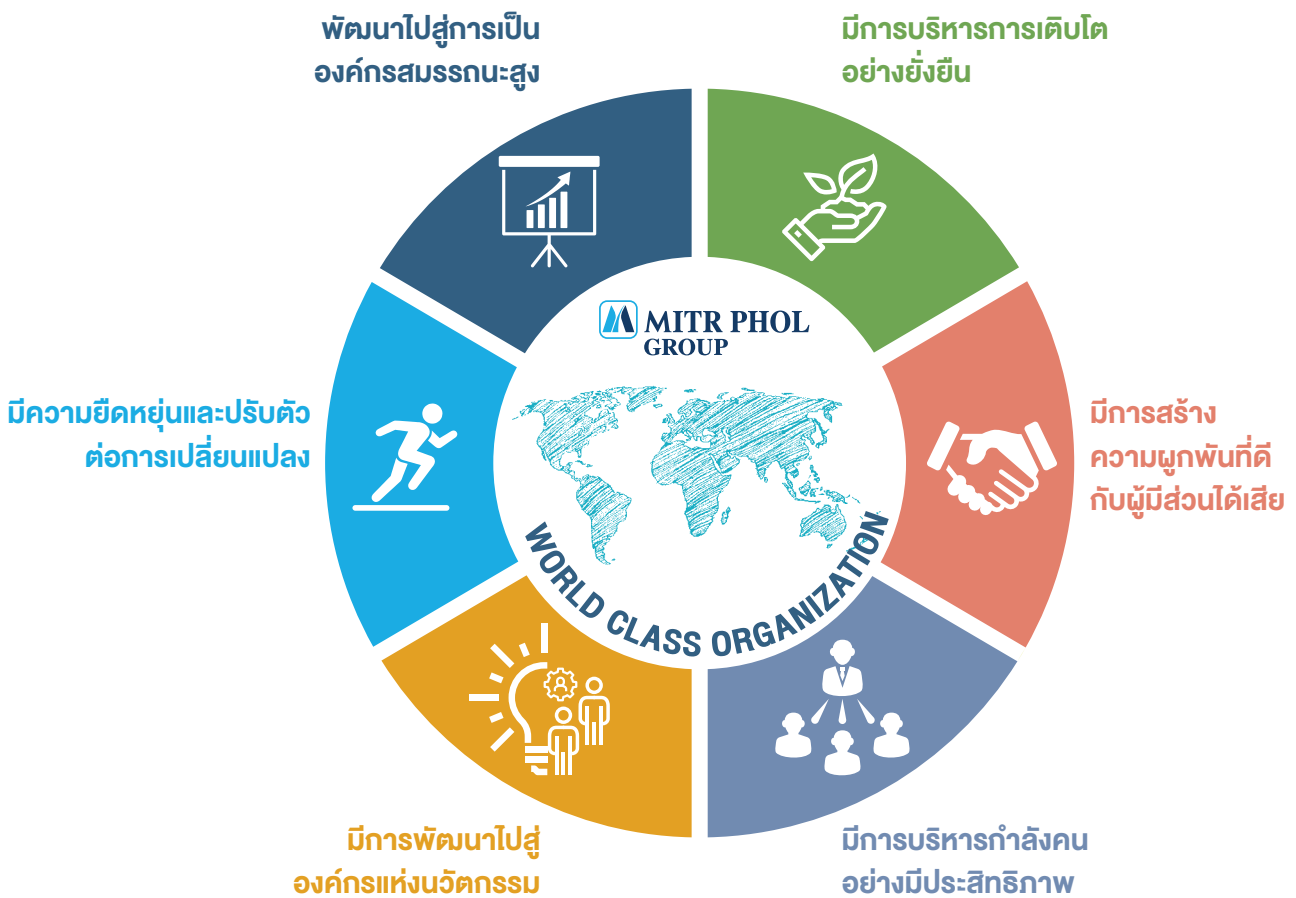 พัฒนาไปสู่การเป็น
องค์กรสมรรถนะสูง
มีการบริหารการเติบโต
อย่างยั่งยืน
MITR PHOL
GROUP
มีความยืดหยุ่นและปรับตัว
ต่อการเปลี่ยนแปลง
มีการสร้าง
ความผูกพันที่ดี
กับผู้มีส่วนได้เสีย
WORLD CLASS ORGANIZATION
มีการพัฒนาไปสู่
องค์กรแห่งนวัตกรรม
มีการบริหารกำลังคน
อย่างมีประสิทธิภาพ